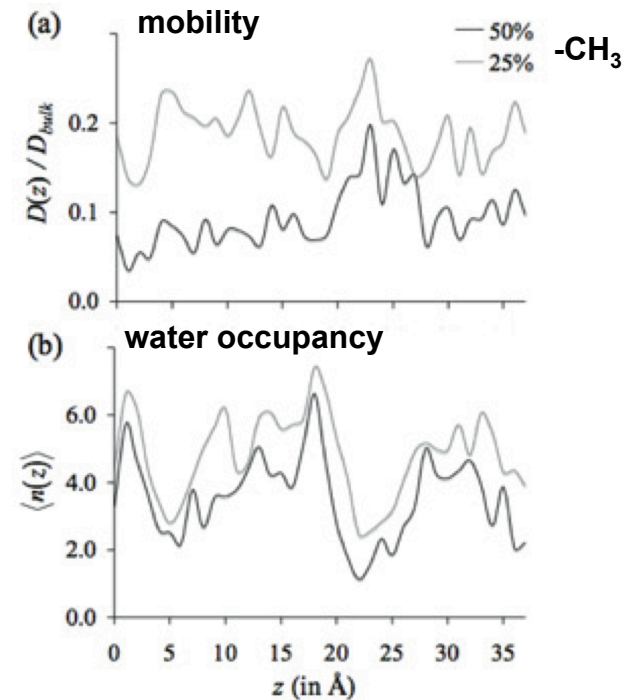 (a) mobility
50%
25%
-CH₃
0.2
0.1
0.0
D(z) / D_bulk
(b) water occupancy
6.0
4.0
2.0
0.0
⟨n(z)⟩
0 5 10 15 20 25 30 35
z (in Å)